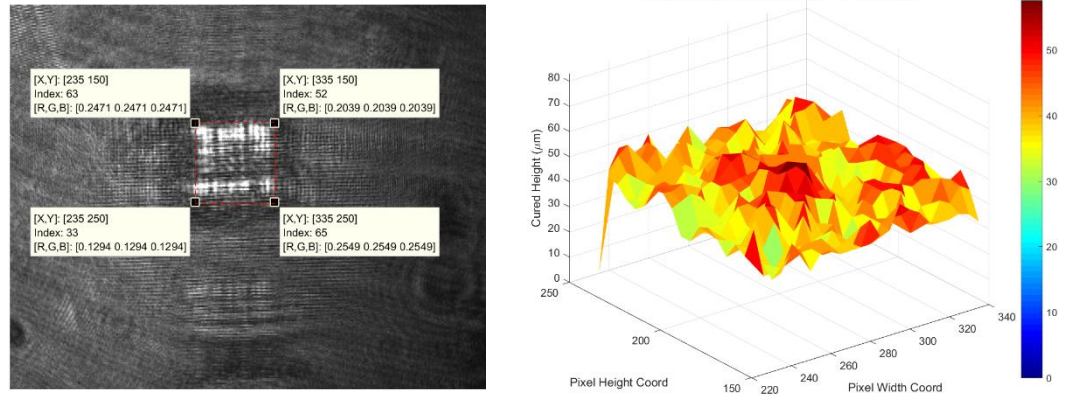 [X,Y]: [235 150]
Index: 63
[R,G,B]: [0.2471 0.2471 0.2471]
[X,Y]: [335 150]
Index: 52
[R,G,B]: [0.2039 0.2039 0.2039]
[X,Y]: [235 250]
Index: 33
[R,G,B]: [0.1294 0.1294 0.1294]
[X,Y]: [335 250]
Index: 65
[R,G,B]: [0.2549 0.2549 0.2549]
80
70
60
50
40
30
20
10
0
Cured Height (μm)
250
200
150
Pixel Height Coord
220
240
260
280
300
320
340
Pixel Width Coord
50
40
30
20
10
0